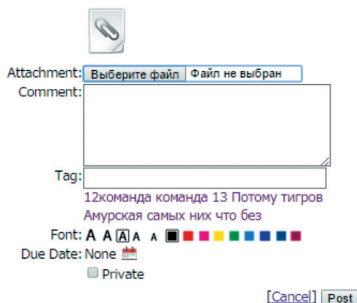 Attachment: Выберите файл Файл не выбран
Comment:
Tag:
12команда команда 13 Потому тигров
Амурская самых них что без
Font: A A A A A
Due Date: None
Private
[Cancel] Post